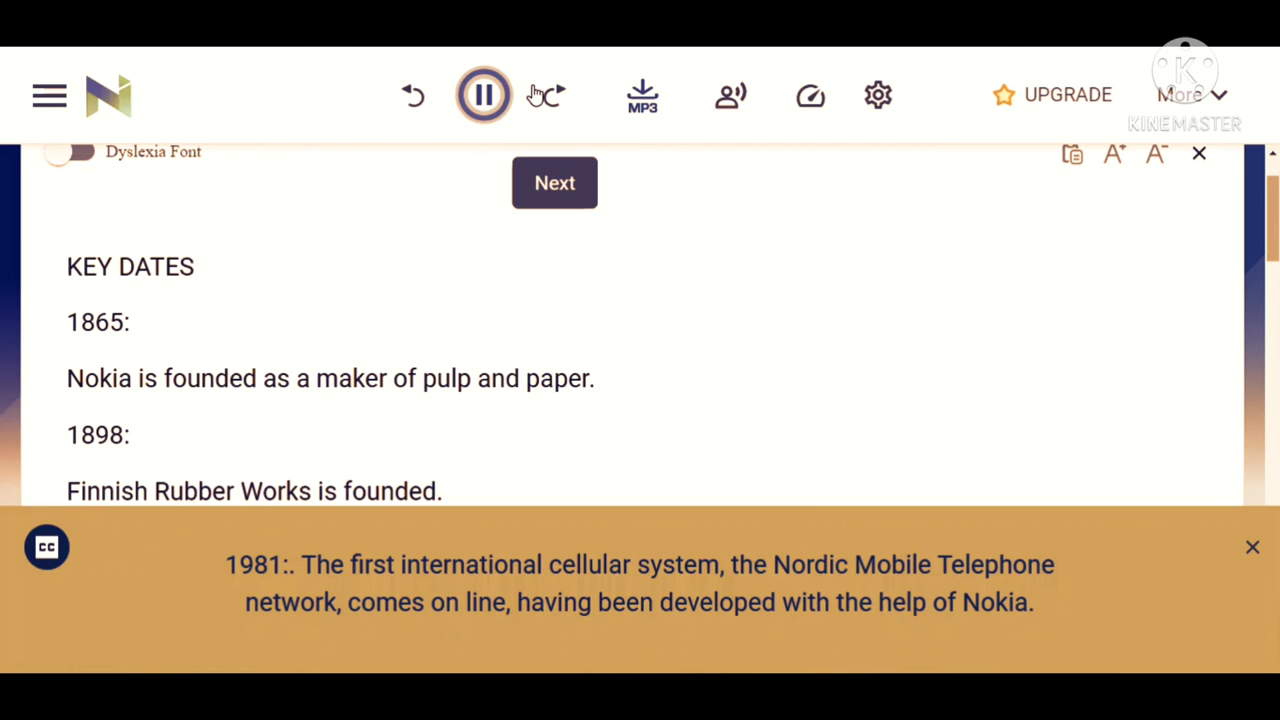 MP3
UPGRADE
More
K
KINEMASTER
Dyslexia Font
A+
A-
Next
KEY DATES
1865:
Nokia is founded as a maker of pulp and paper.
1898:
Finnish Rubber Works is founded.
CC
1981:. The first international cellular system, the Nordic Mobile Telephone
network, comes on line, having been developed with the help of Nokia.